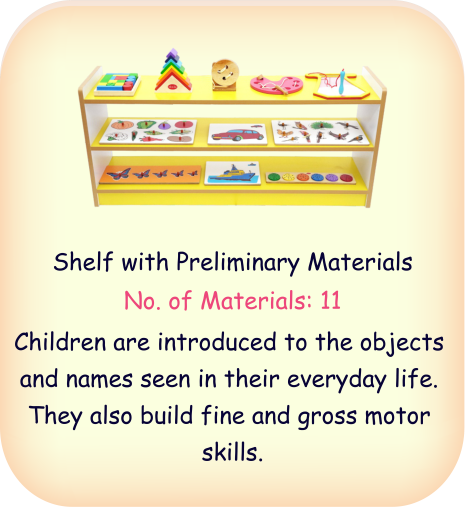 Shelf with Preliminary Materials
No. of Materials: 11
Children are introduced to the objects
and names seen in their everyday life.
They also build fine and gross motor
skills.